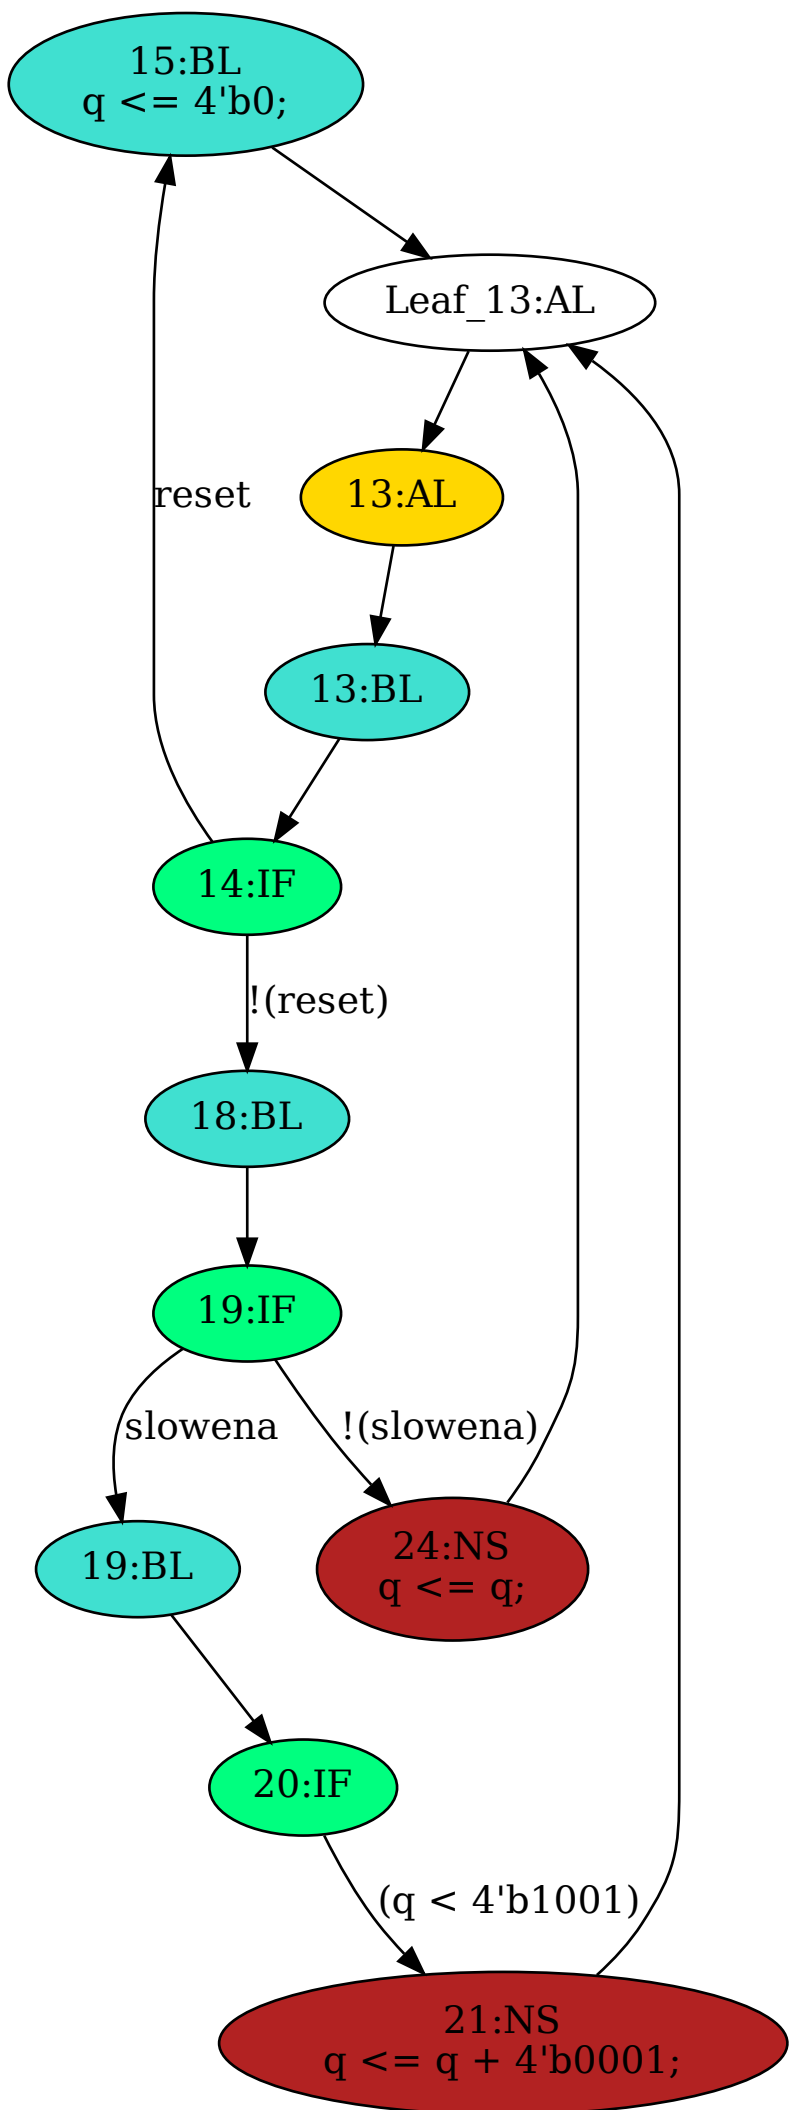 15:BL
q <= 4'b0;
Leaf_13:AL
reset
13:AL
13:BL
14:IF
!(reset)
18:BL
19:IF
slowena
!(slowena)
19:BL
24:NS
q <= q;
20:IF
(q < 4'b1001)
21:NS
q <= q + 4'b0001;